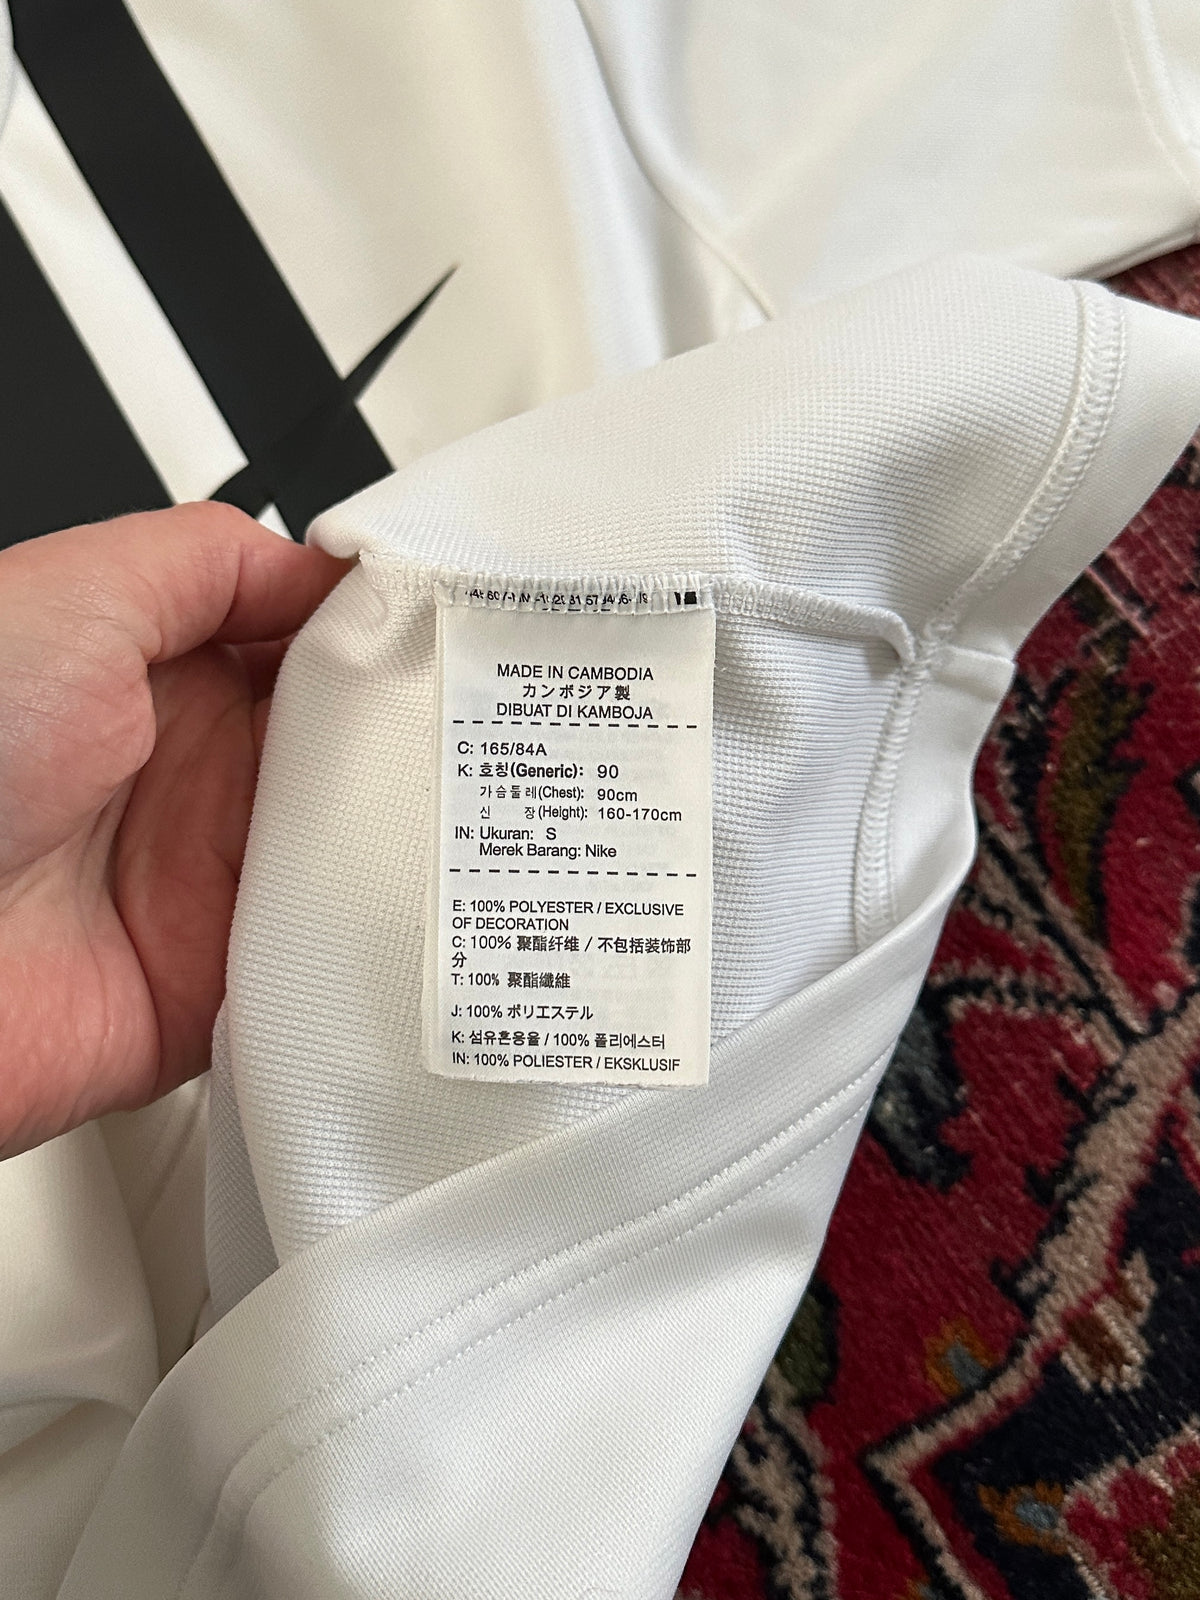 MADE IN CAMBODIA
カンボジア製
DIBUAT DI KAMBOJA
C: 165/84A
K: 호칭(Generic): 90
가슴둘레(Chest): 90cm
신 장(Height): 160-170cm
IN: Ukuran: S
Merek Barang: Nike
E: 100% POLYESTER / EXCLUSIVE
OF DECORATION
C: 100% 聚酯纤维 / 不包括装饰部
分
T: 100% 聚酯纖維
J: 100% ポリエステル
K: 섬유혼용율 / 100% 폴리에스터
IN: 100% POLIESTER / EKSKLUSIF